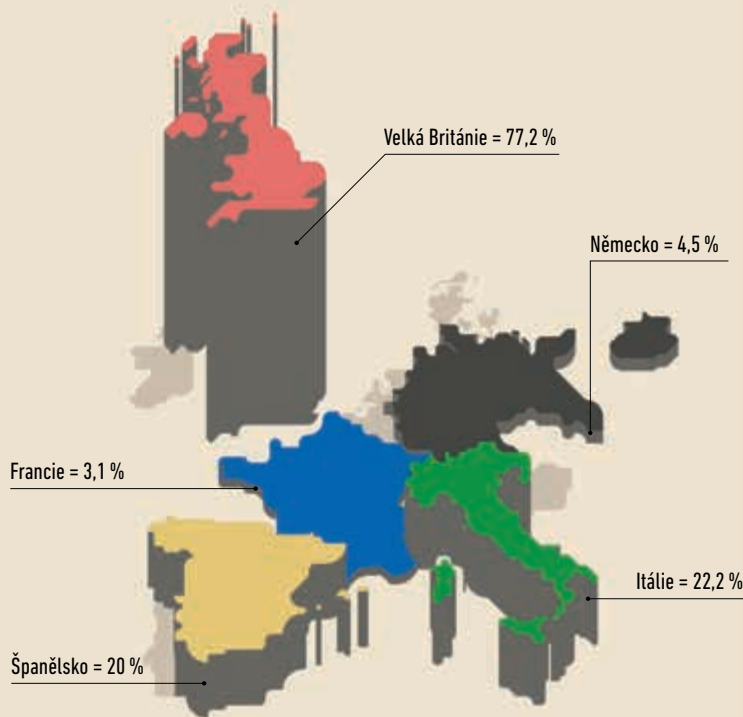 Velká Británie = 77,2 %
Německo = 4,5 %
Francie = 3,1 %
Itálie = 22,2 %
Španělsko = 20 %